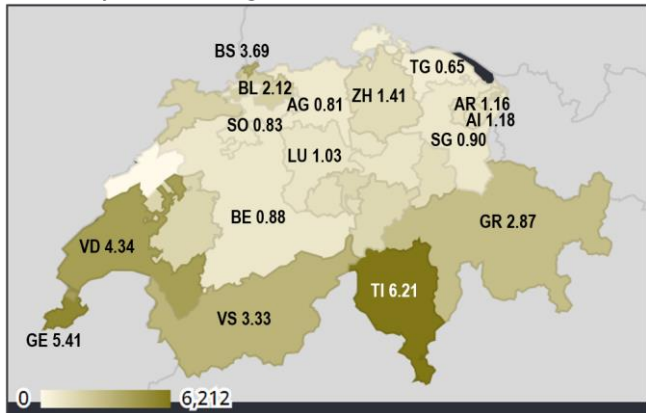 BS 3.69
TG 0.65
BL 2.12
ZH 1.41
AG 0.81
AR 1.16
AI 1.18
SO 0.83
SG 0.90
LU 1.03
BE 0.88
GR 2.87
VD 4.34
TI 6.21
VS 3.33
GE 5.41
0
6,212